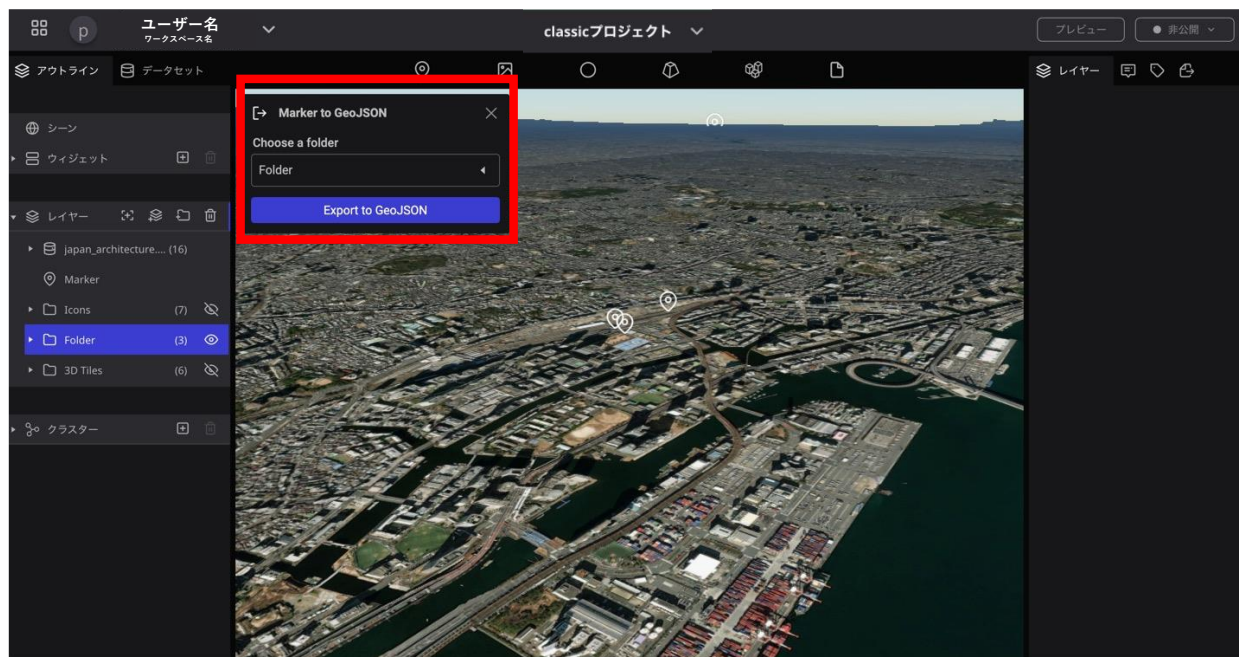 p
ユーザー名
ワークスペース名
classicプロジェクト
プレビュー
非公開
アウトライン
データセット
レイヤー
シーン
ウィジェット
レイヤー
japan_architecture.... (16)
Marker
Icons (7)
Folder (3)
3D Tiles (6)
クラスター
Marker to GeoJSON
Choose a folder
Folder
Export to GeoJSON